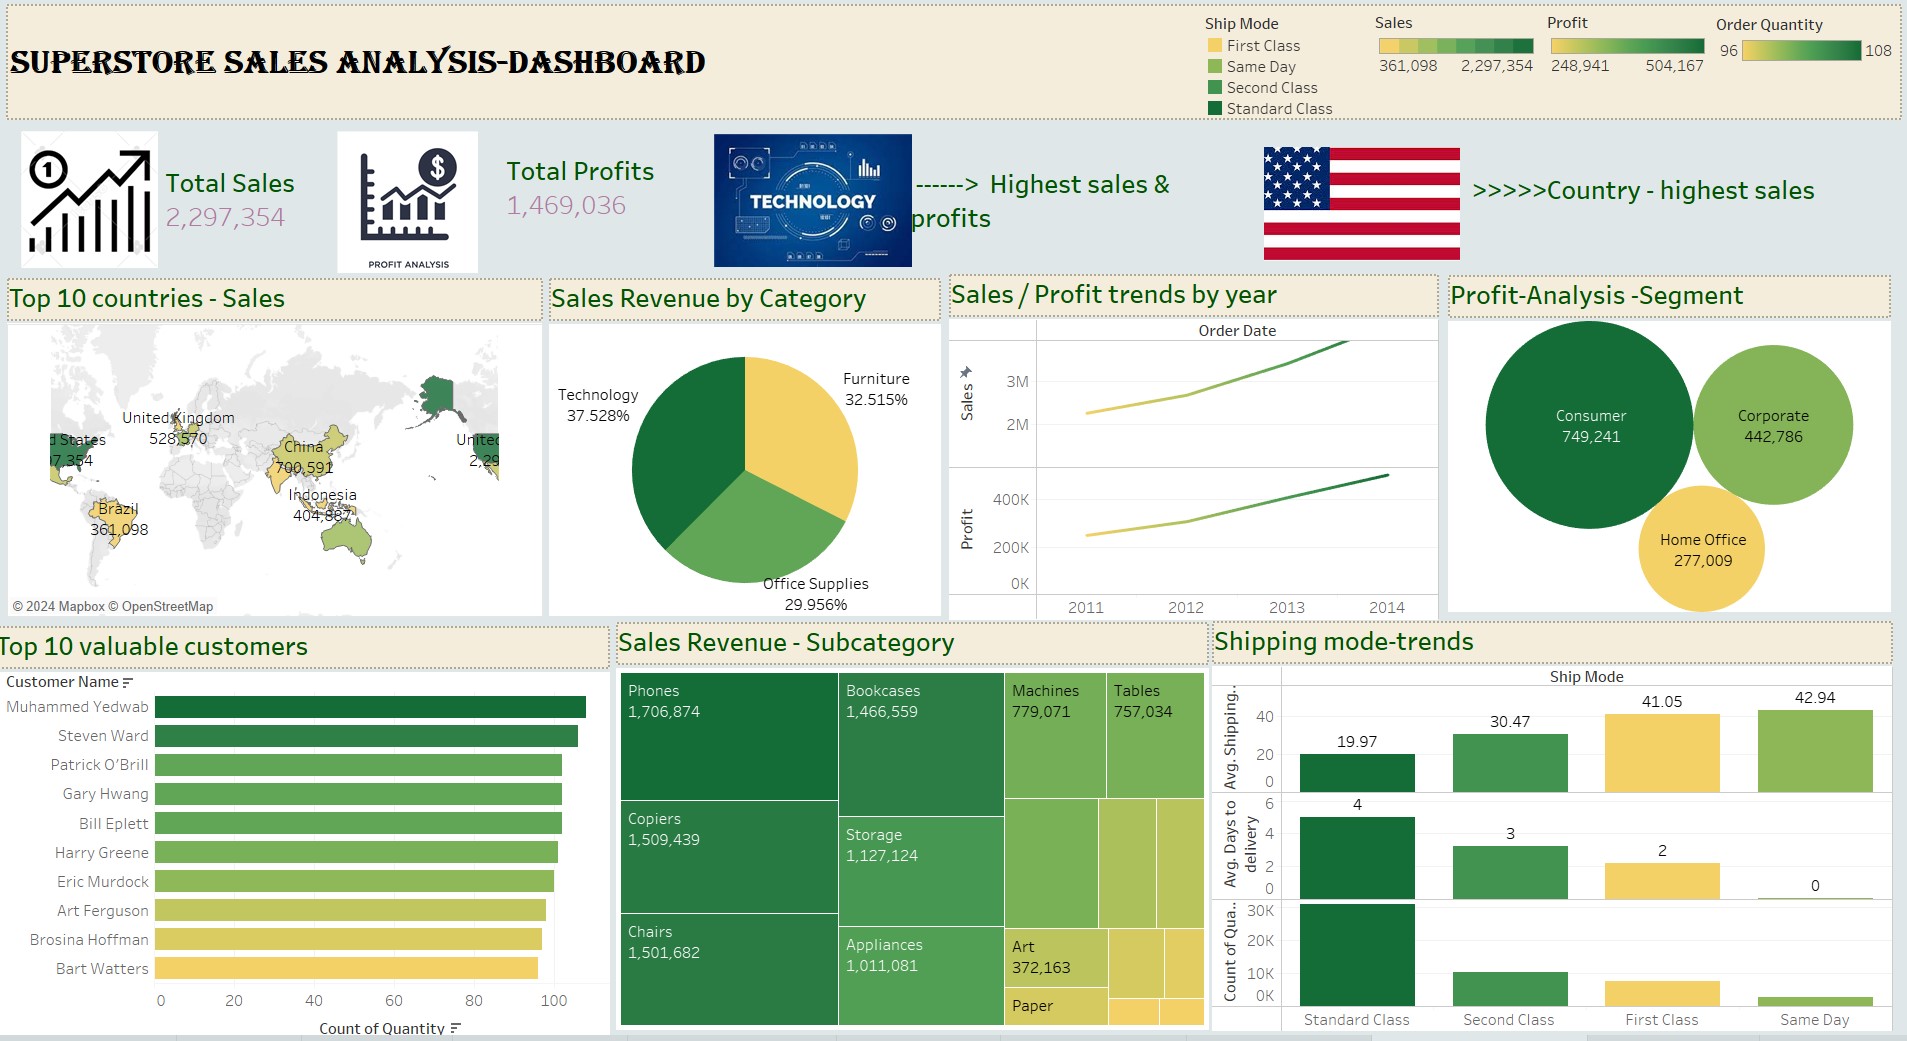 SUPERSTORE SALES ANALYSIS-DASHBOARD
Ship Mode
First Class
Same Day
Second Class
Standard Class
Sales
361,098 2,297,354
Profit
248,941 504,167
Order Quantity
96 108
1
Total Sales
2,297,354
$
PROFIT ANALYSIS
Total Profits
1,469,036
TECHNOLOGY
------> Highest sales &
profits
>>>>>Country - highest sales
Top 10 countries - Sales
United Kingdom
528,570
d States
7,354
China
700,591
United
2,29
Indonesia
404,887
Brazil
361,098
© 2024 Mapbox © OpenStreetMap
Sales Revenue by Category
Technology
37.528%
Furniture
32.515%
Office Supplies
29.956%
Sales / Profit trends by year
Order Date
Sales
3M
2M
Profit
400K
200K
0K
2011 2012 2013 2014
Profit-Analysis -Segment
Consumer
749,241
Corporate
442,786
Home Office
277,009
Top 10 valuable customers
Customer Name
Muhammed Yedwab
Steven Ward
Patrick O'Brill
Gary Hwang
Bill Eplett
Harry Greene
Eric Murdock
Art Ferguson
Brosina Hoffman
Bart Watters
0 20 40 60 80 100
Count of Quantity
Sales Revenue - Subcategory
Phones
1,706,874
Copiers
1,509,439
Chairs
1,501,682
Bookcases
1,466,559
Storage
1,127,124
Appliances
1,011,081
Machines
779,071
Tables
757,034
Art
372,163
Paper
Shipping mode-trends
Ship Mode
Avg. Shipping..
40
20
0
19.97 30.47 41.05 42.94
Avg. Days to
delivery
6
4
2
0
4 3 2 0
Count of Qua..
30K
20K
10K
0K
Standard Class Second Class First Class Same Day